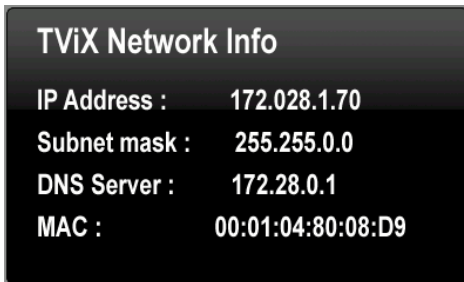 TViX Network Info
IP Address : 172.028.1.70
Subnet mask : 255.255.0.0
DNS Server : 172.28.0.1
MAC : 00:01:04:80:08:D9